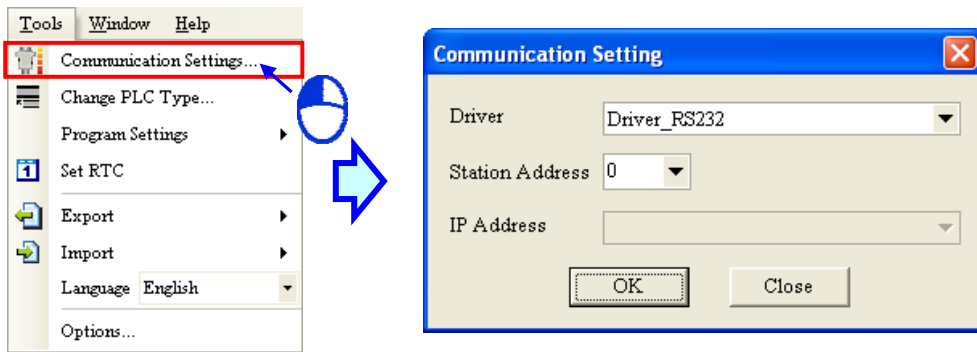 Tools Window Help
Communication Settings...
Change PLC Type...
Program Settings
1 Set RTC
Export
Import
Language English
Options...
Communication Setting
Driver Driver_RS232
Station Address 0
IP Address
OK Close